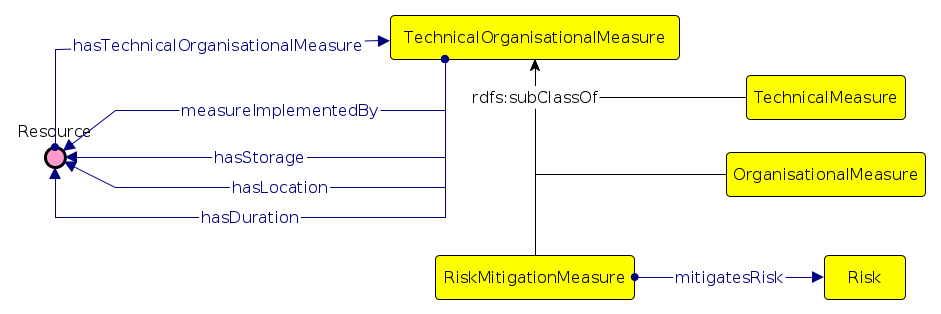 TechnicalOrganisationalMeasure
hasTechnicalOrganisationalMeasure
rdfs:subClassOf
TechnicalMeasure
measureImplementedBy
Resource
hasStorage
OrganisationalMeasure
hasLocation
hasDuration
RiskMitigationMeasure
mitigatesRisk
Risk